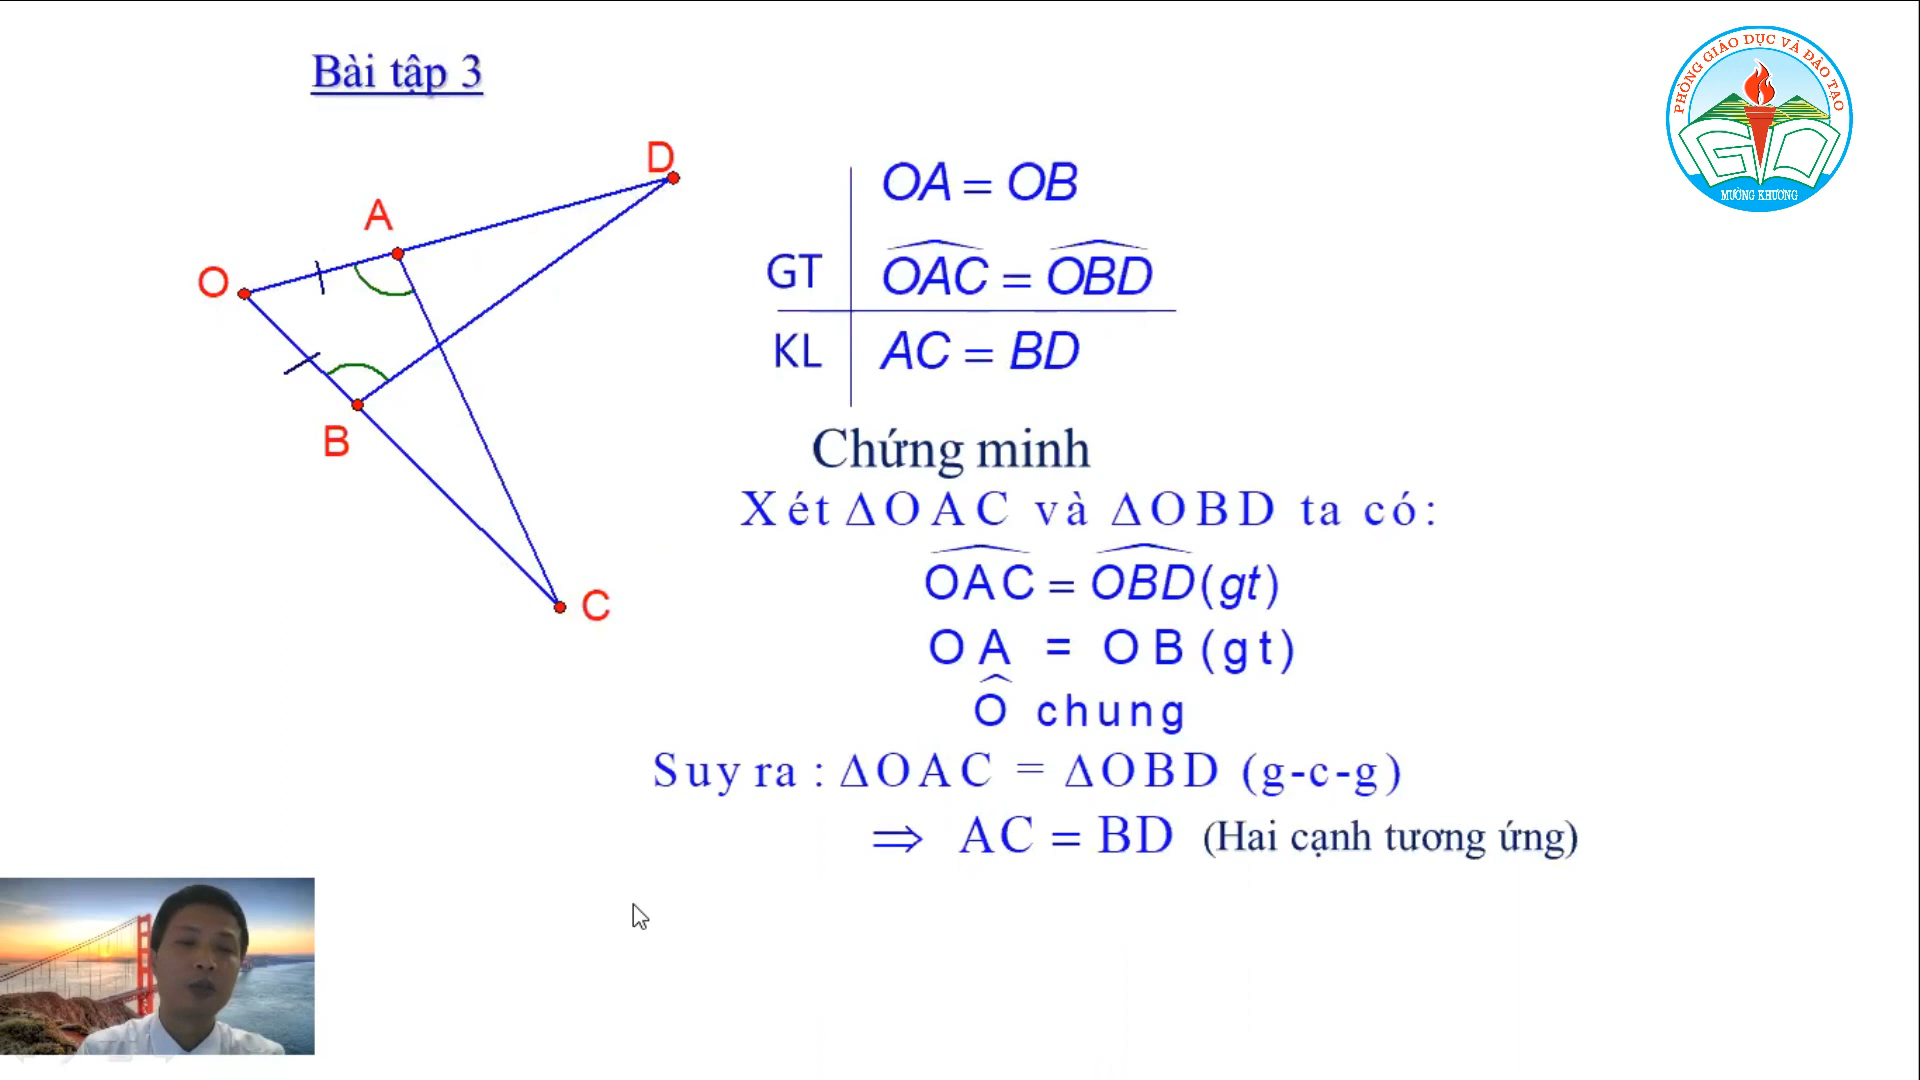 Bài tập 3
PHÒNG GIÁO DỤC VÀ ĐÀO TẠO
GD
MƯỜNG KHƯƠNG
D
A
O
B
C
OA = OB
GT
OAC = OBD
KL
AC = BD
Chứng minh
Xét ΔOAC và ΔOBD ta có:
OAC = OBD (gt)
OA = OB (gt)
Ô chung
Suy ra : ΔOAC = ΔOBD (g-c-g)
⇒ AC = BD (Hai cạnh tương ứng)